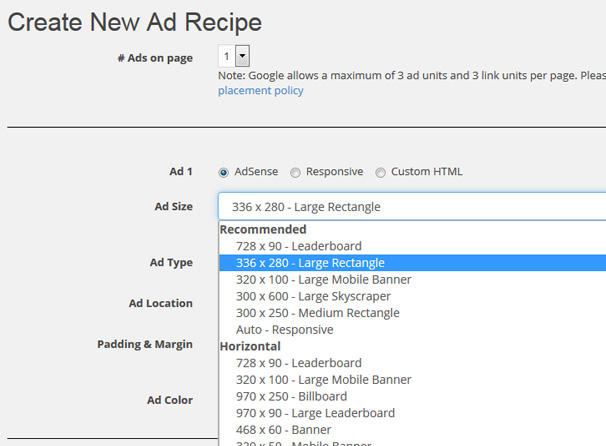 Create New Ad Recipe
# Ads on page 1
Note: Google allows a maximum of 3 ad units and 3 link units per page. Pleas
placement policy
Ad 1 AdSense Responsive Custom HTML
Ad Size 336 x 280 - Large Rectangle
Recommended
728 x 90 - Leaderboard
Ad Type 336 x 280 - Large Rectangle
320 x 100 - Large Mobile Banner
Ad Location 300 x 600 - Large Skyscraper
300 x 250 - Medium Rectangle
Auto - Responsive
Padding & Margin Horizontal
728 x 90 - Leaderboard
320 x 100 - Large Mobile Banner
Ad Color 970 x 250 - Billboard
970 x 90 - Large Leaderboard
468 x 60 - Banner
320 x 50 - Mobile Banner